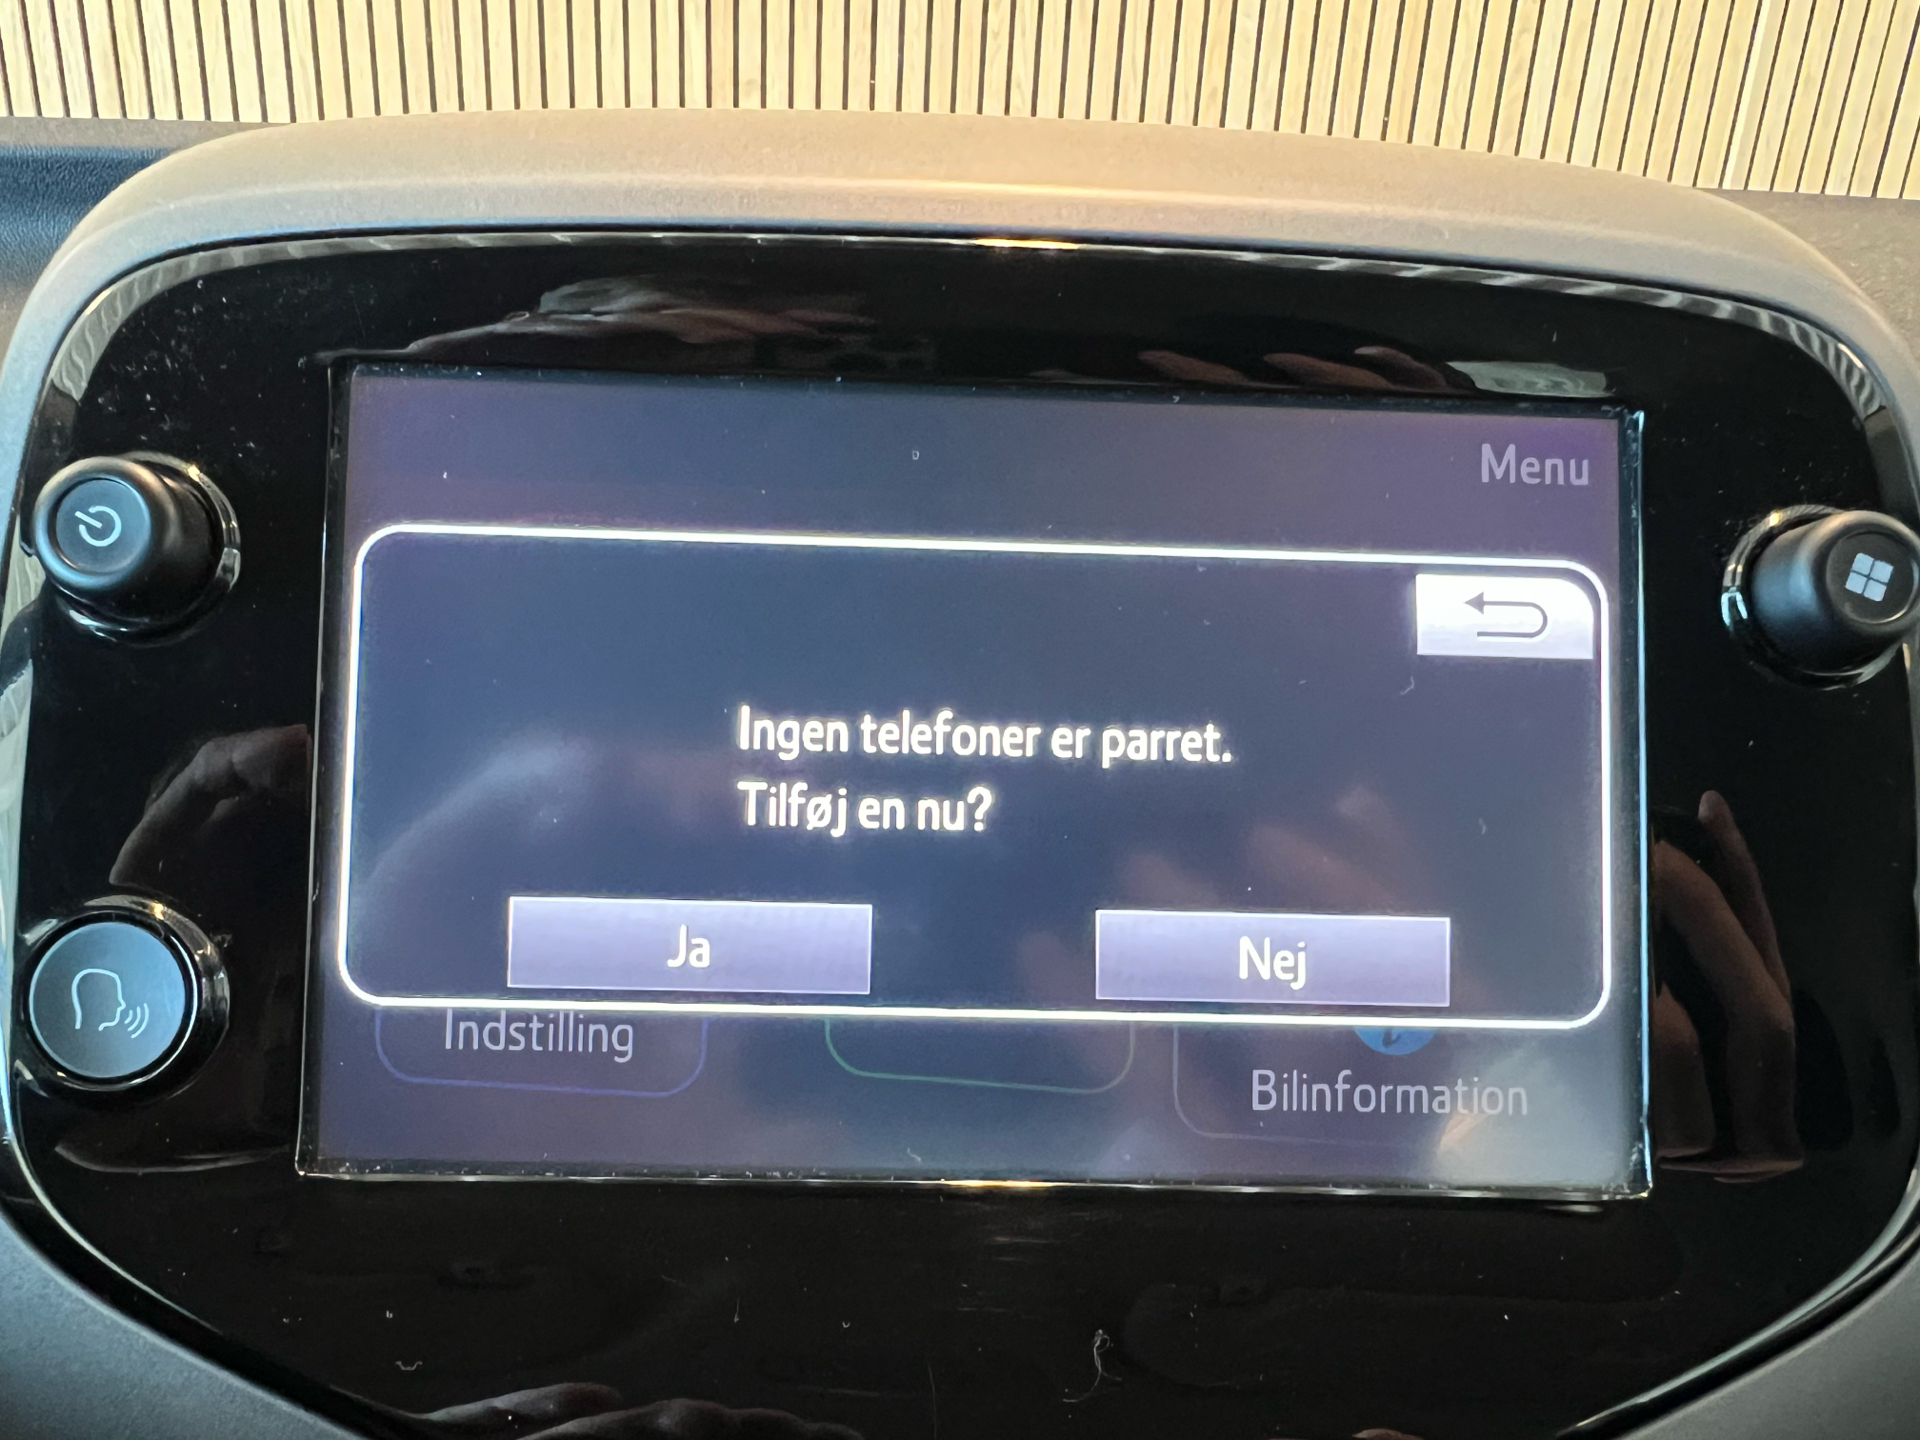 Menu
Ingen telefoner er parret.
Tilføj en nu?
Ja
Nej
Indstilling
Bilinformation